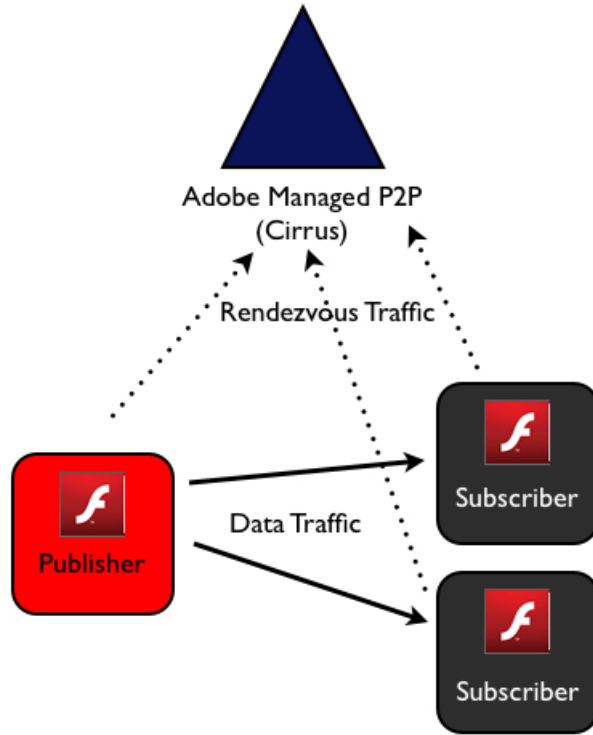 Adobe Managed P2P
(Cirrus)
Rendezvous Traffic
Subscriber
Data Traffic
Publisher
Subscriber